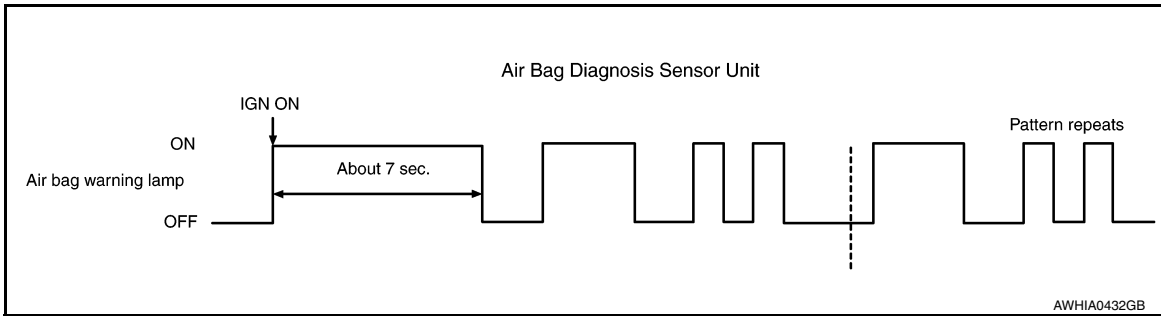 Air Bag Diagnosis Sensor Unit
IGN ON
Pattern repeats
ON
About 7 sec.
Air bag warning lamp
OFF
AWHIA0432GB